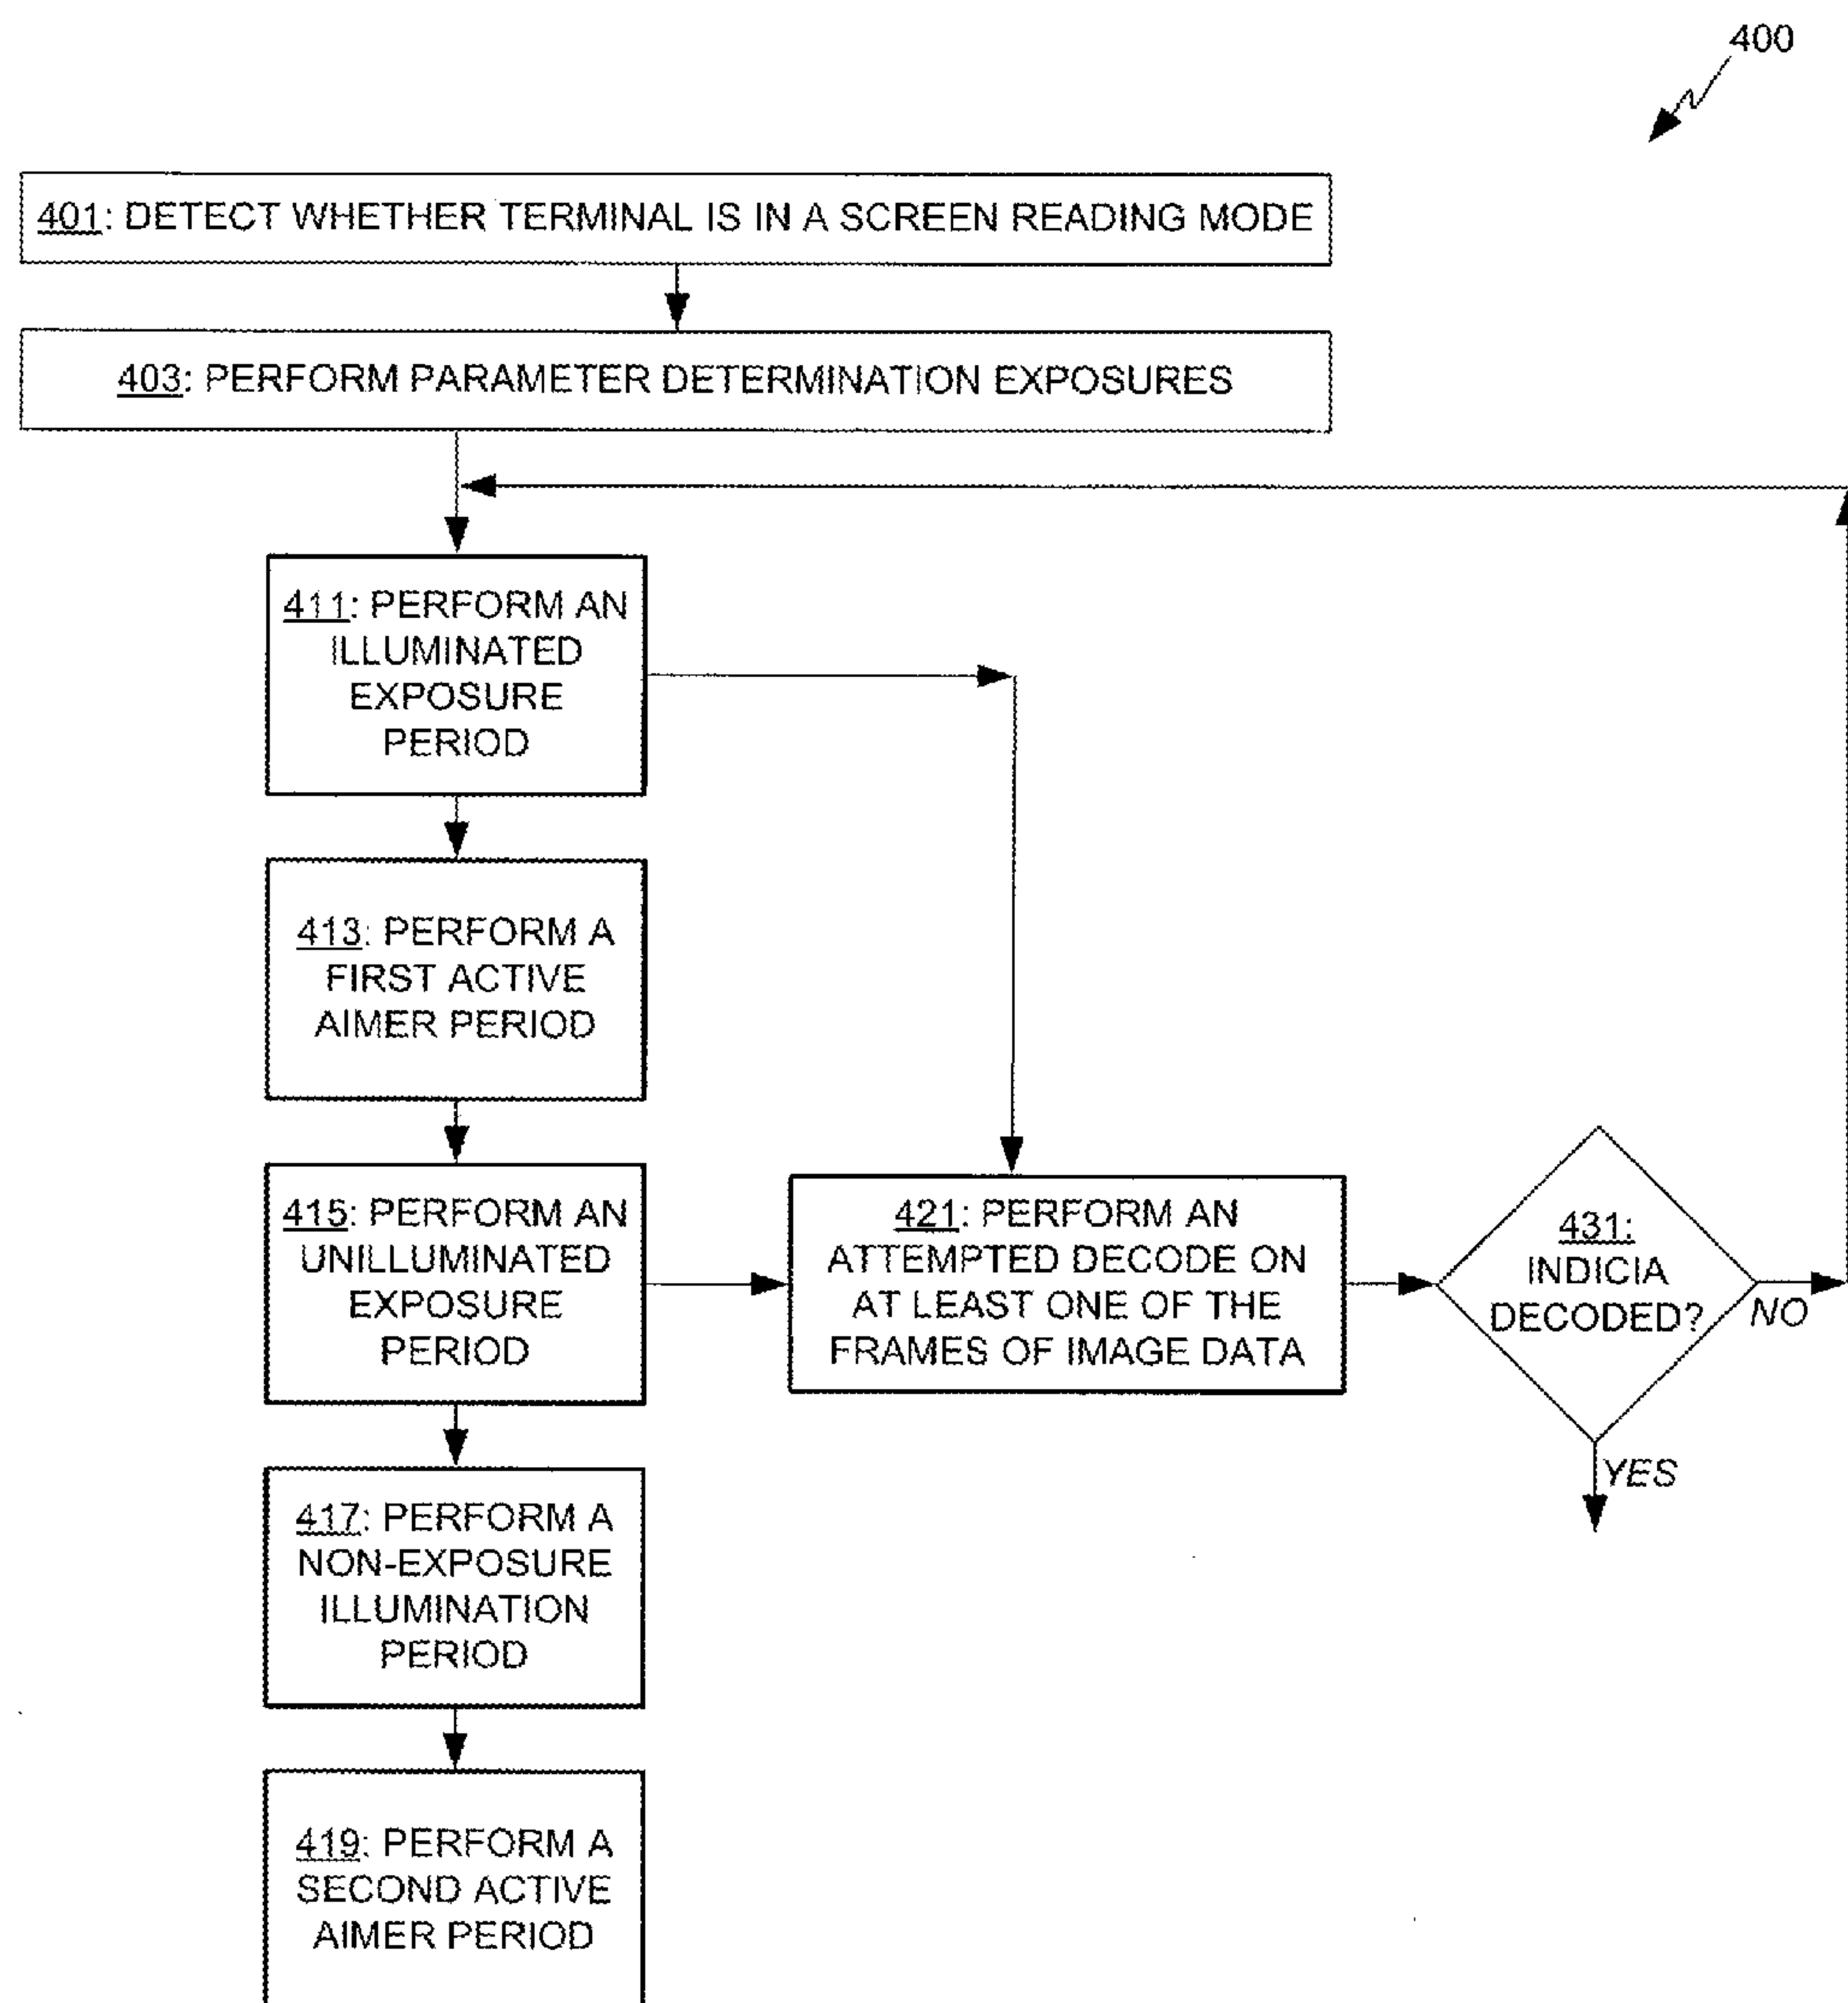 400
401: DETECT WHETHER TERMINAL IS IN A SCREEN READING MODE
403: PERFORM PARAMETER DETERMINATION EXPOSURES
411: PERFORM AN
ILLUMINATED
EXPOSURE
PERIOD
413: PERFORM A
FIRST ACTIVE
AIMER PERIOD
415: PERFORM AN
UNILLUMINATED
EXPOSURE
PERIOD
421: PERFORM AN
ATTEMPTED DECODE ON
AT LEAST ONE OF THE
FRAMES OF IMAGE DATA
431:
INDICIA
DECODED?
NO
YES
417: PERFORM A
NON-EXPOSURE
ILLUMINATION
PERIOD
419: PERFORM A
SECOND ACTIVE
AIMER PERIOD